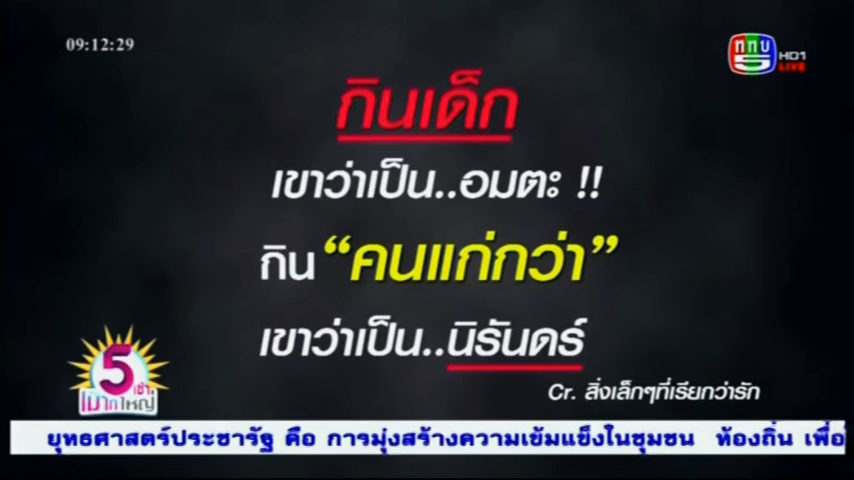 09:12:29
ททบ
5
HD1
LIVE
กินเด็ก
เขาว่าเป็น..อมตะ !!
กิน “คนแก่กว่า”
เขาว่าเป็น..นิรันดร์
Cr. สิ่งเล็กๆที่เรียกว่ารัก
5
เช้า
เม้าท์ใหญ่
ยุทธศาสตร์ประชารัฐ คือ การมุ่งสร้างความเข้มแข็งในชุมชน ท้องถิ่น เพื่อ